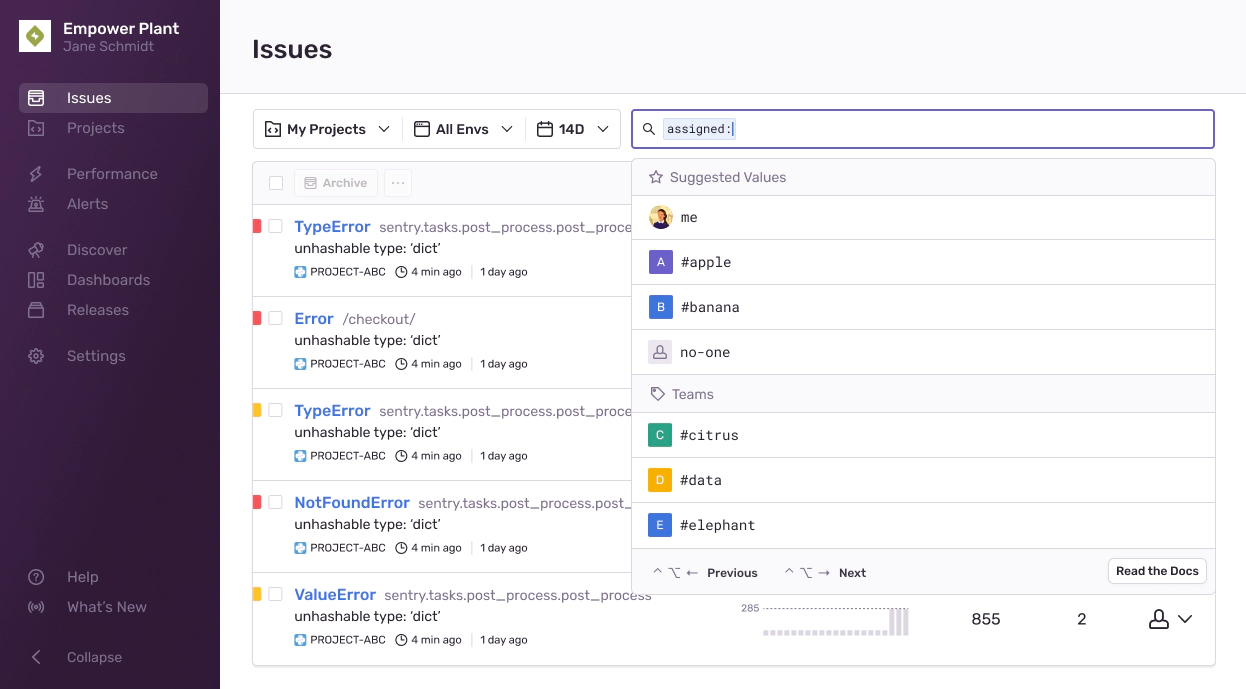 Empower Plant
Jane Schmidt
Issues
Projects
Performance
Alerts
Discover
Dashboards
Releases
Settings
Help
What's New
Collapse
Issues
My Projects
All Envs
14D
assigned:
Archive
Suggested Values
me
A #apple
B #banana
no-one
Teams
C #citrus
D #data
E #elephant
^ ⌥ ← Previous
^ ⌥ → Next
Read the Docs
TypeError sentry.tasks.post_process.post_proce
unhashable type: ‘dict’
PROJECT-ABC 4 min ago | 1 day ago
Error /checkout/
unhashable type: ‘dict’
PROJECT-ABC 4 min ago | 1 day ago
TypeError sentry.tasks.post_process.post_proce
unhashable type: ‘dict’
PROJECT-ABC 4 min ago | 1 day ago
NotFoundError sentry.tasks.post_process.post_
unhashable type: ‘dict’
PROJECT-ABC 4 min ago | 1 day ago
ValueError sentry.tasks.post_process.post_process
unhashable type: ‘dict’
PROJECT-ABC 4 min ago | 1 day ago
285
855
2